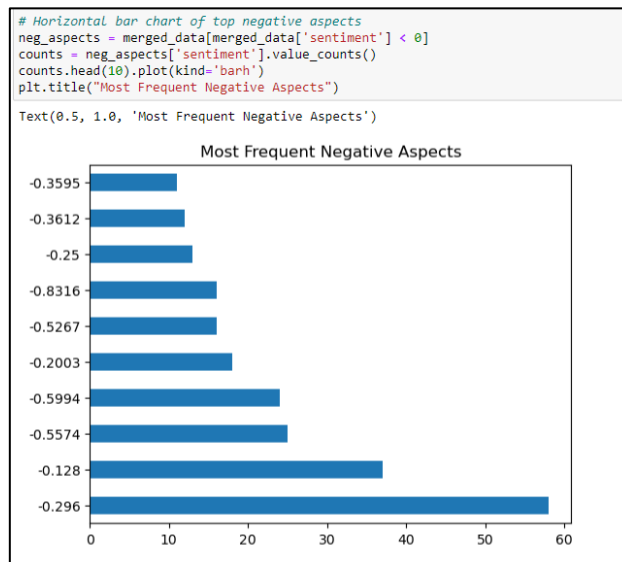 # Horizontal bar chart of top negative aspects
neg_aspects = merged_data[merged_data['sentiment'] < 0]
counts = neg_aspects['sentiment'].value_counts()
counts.head(10).plot(kind='barh')
plt.title("Most Frequent Negative Aspects")
Text(0.5, 1.0, 'Most Frequent Negative Aspects')
Most Frequent Negative Aspects
-0.3595
-0.3612
-0.25
-0.8316
-0.5267
-0.2003
-0.5994
-0.5574
-0.128
-0.296
0 10 20 30 40 50 60